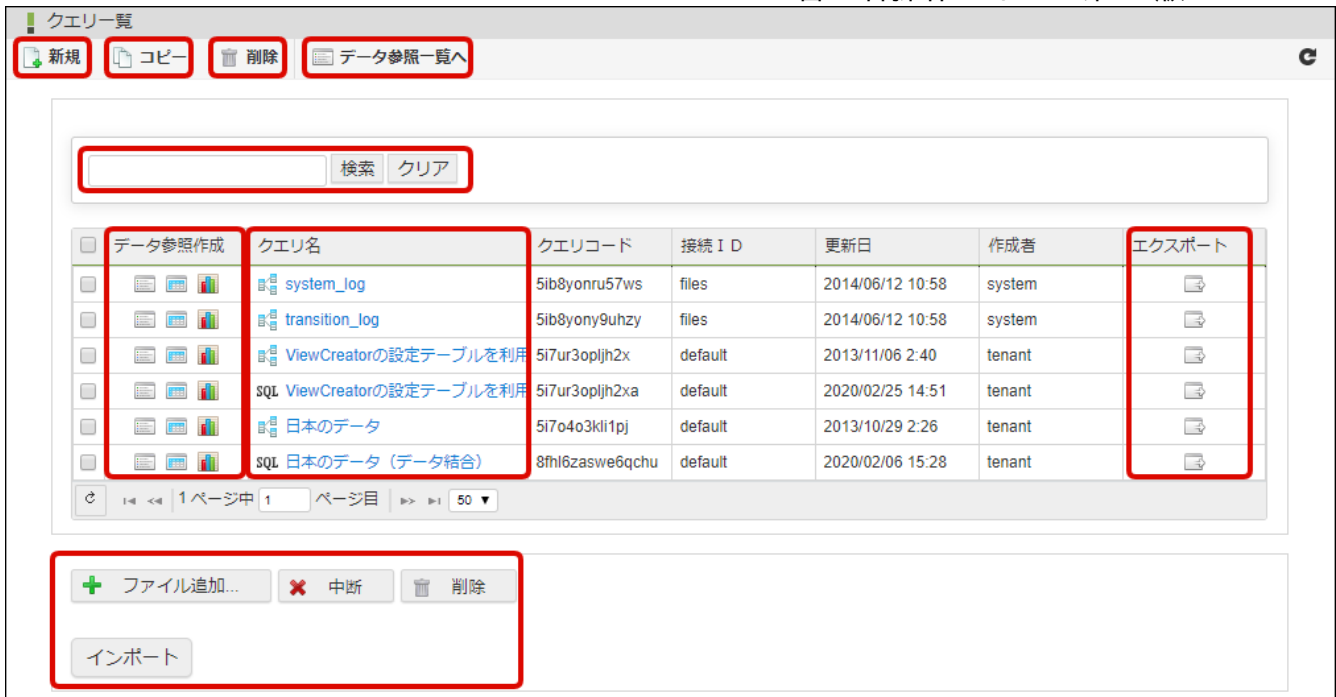 クエリ一覧
新規 コピー 削除 データ参照一覧へ
検索 クリア
データ参照作成 クエリ名 クエリコード 接続ID 更新日 作成者 エクスポート
system_log 5ib8yonru57ws files 2014/06/12 10:58 system
transition_log 5ib8yony9uhzy files 2014/06/12 10:58 system
ViewCreatorの設定テーブルを利用 5i7ur3opljh2x default 2013/11/06 2:40 tenant
SQL ViewCreatorの設定テーブルを利用 5i7ur3opljh2xa default 2020/02/25 14:51 tenant
日本のデータ 5i7o4o3kli1pj default 2013/10/29 2:26 tenant
SQL 日本のデータ（データ結合） 8fhl6zaswe6qchu default 2020/02/06 15:28 tenant
1 ページ中 1 ページ目 50
ファイル追加... 中断 削除
インポート